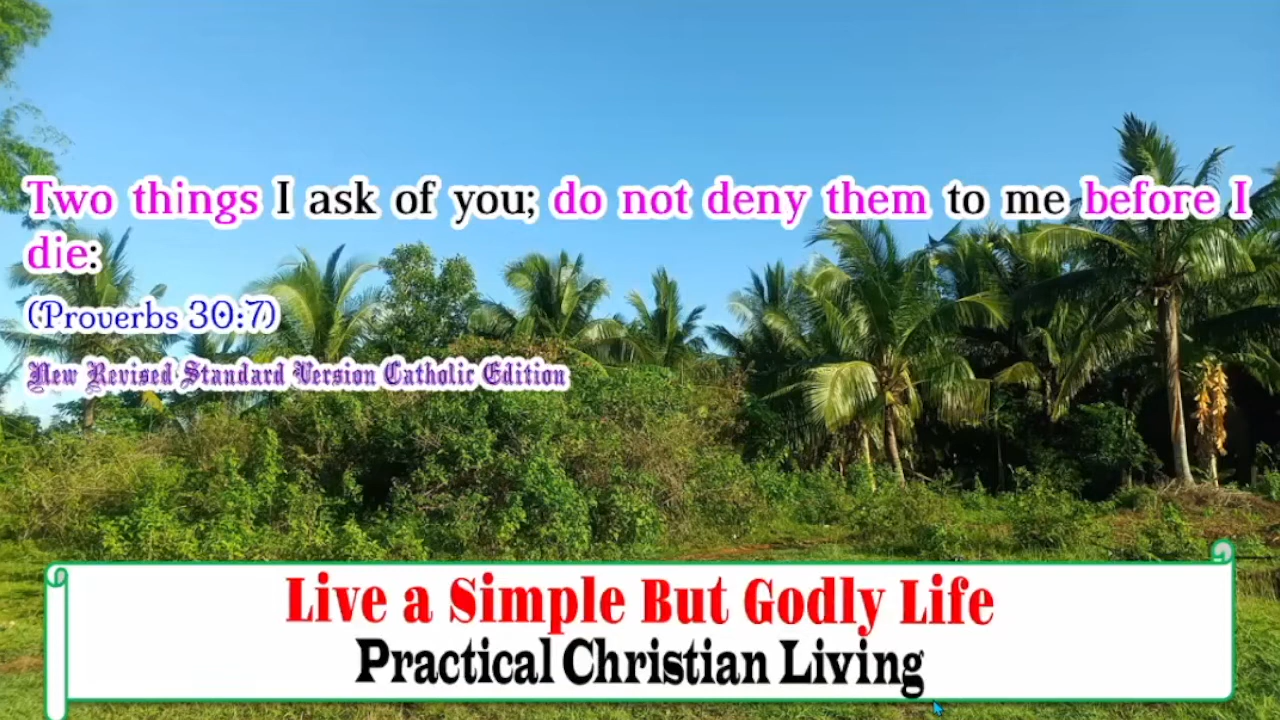 Two things I ask of you; do not deny them to me before I
die:
(Proverbs 30:7)
New Revised Standard Version Catholic Edition
Live a Simple But Godly Life
Practical Christian Living